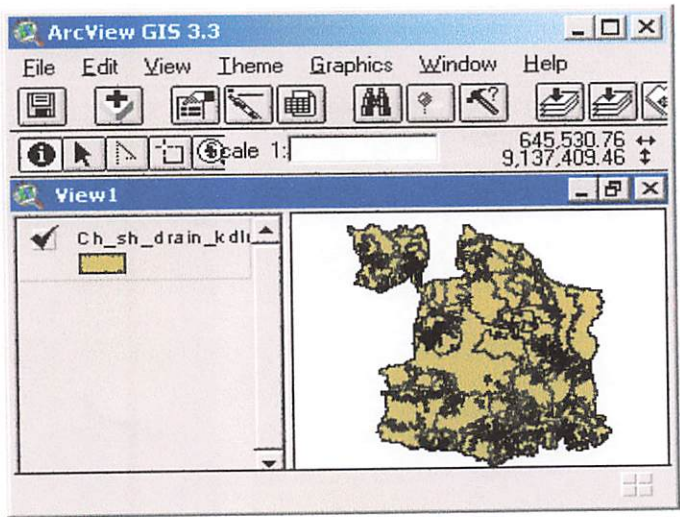 ArcView GIS 3.3
File Edit View Theme Graphics Window Help
cale 1: 645,530.76
9,137,409.46
View1
Ch_sh_drain_kdl